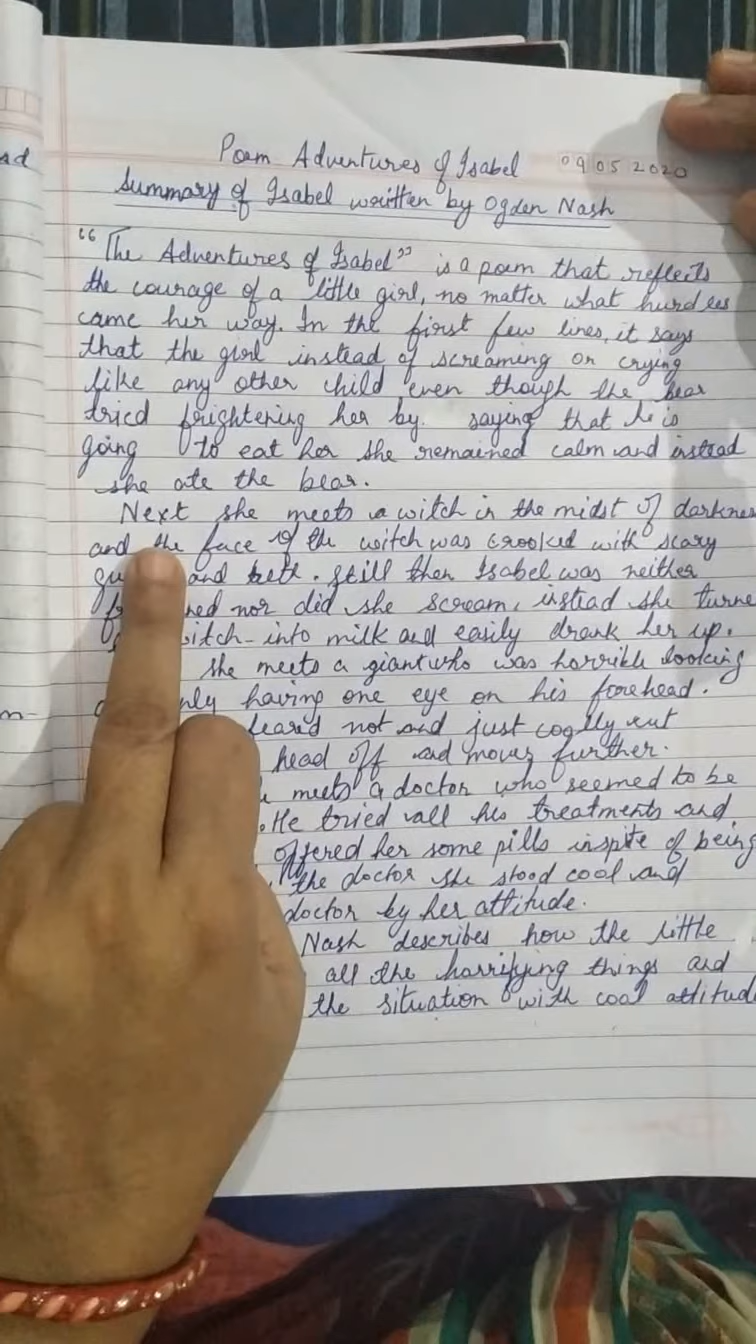 ad
Poem Adventures of Isabel 09 05 2020
Summary of Isabel written by Ogden Nash
"The Adventures of Isabel" is a poem that reflects
the courage of a little girl, no matter what hurdles
came her way. In the first few lines, it says
that the girl instead of screaming or crying
like any other child even though the bear
tried frightening her by saying that he is
going to eat her she remained calm and instead
she ate the bear.
Next she meets a witch in the midst of darkness
and the face of the witch was crooked with scary
and teeth. Still then Isabel was neither
nor did she scream, instead she turne
witch into milk and easily drank her up.
she meets a giant who was horrible looking
having one eye on his forehead.
feared not and just coolly cut
head off and moves further.
meets a doctor who seemed to be
He tried all his treatments and
offered her some pills inspite of being
the doctor she stood cool and
doctor by her attitude.
Nash describes how the little
all the horrifying things and
the situation with cool attitud